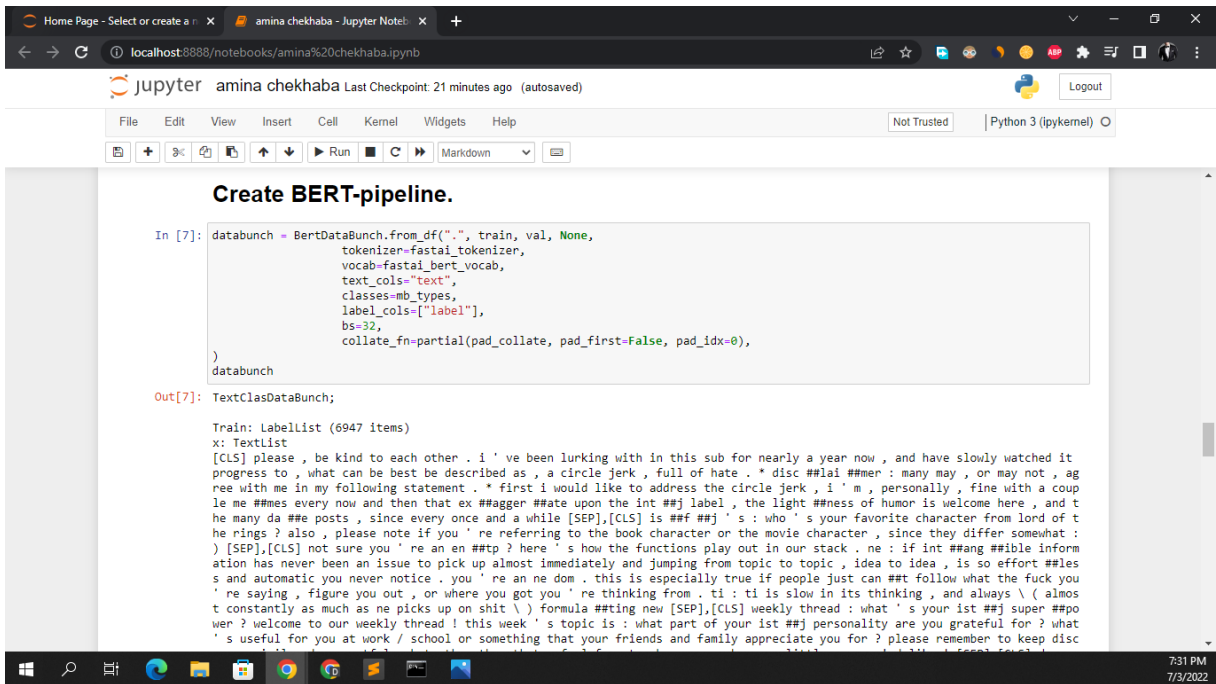 Home Page - Select or create a n
amina chekhaba - Jupyter Noteb
localhost:8888/notebooks/amina%20chekhaba.ipynb
ABP
jupyter amina chekhaba Last Checkpoint: 21 minutes ago (autosaved)
Logout
File Edit View Insert Cell Kernel Widgets Help
Not Trusted
Python 3 (ipykernel)
Run
Markdown
Create BERT-pipeline.
In [7]: databunch = BertDataBunch.from_df(".", train, val, None,
tokenizer=fastai_tokenizer,
vocab=fastai_bert_vocab,
text_cols="text",
classes=mb_types,
label_cols=["label"],
bs=32,
collate_fn=partial(pad_collate, pad_first=False, pad_idx=0),
)
databunch
Out[7]: TextClasDataBunch;
Train: LabelList (6947 items)
x: TextList
[CLS] please , be kind to each other . i ' ve been lurking with in this sub for nearly a year now , and have slowly watched it
progress to , what can be best be described as , a circle jerk , full of hate . * disc ##lai ##mer : many may , or may not , ag
ree with me in my following statement . * first i would like to address the circle jerk , i ' m , personally , fine with a coup
le me ##mes every now and then that ex ##agger ##ate upon the int ##j label , the light ##ness of humor is welcome here , and t
he many da ##e posts , since every once and a while [SEP],[CLS] is ##f ##j ' s : who ' s your favorite character from lord of t
he rings ? also , please note if you ' re referring to the book character or the movie character , since they differ somewhat :
) [SEP],[CLS] not sure you ' re an en ##tp ? here ' s how the functions play out in our stack . ne : if int ##ang ##ible inform
ation has never been an issue to pick up almost immediately and jumping from topic to topic , idea to idea , is so effort ##les
s and automatic you never notice . you ' re an ne dom . this is especially true if people just can ##t follow what the fuck you
' re saying , figure you out , or where you got you ' re thinking from . ti : ti is slow in its thinking , and always \ ( almos
t constantly as much as ne picks up on shit \ ) formula ##ting new [SEP],[CLS] weekly thread : what ' s your ist ##j super ##po
wer ? welcome to our weekly thread ! this week ' s topic is : what part of your ist ##j personality are you grateful for ? what
' s useful for you at work / school or something that your friends and family appreciate you for ? please remember to keep disc
7:31 PM
7/3/2022